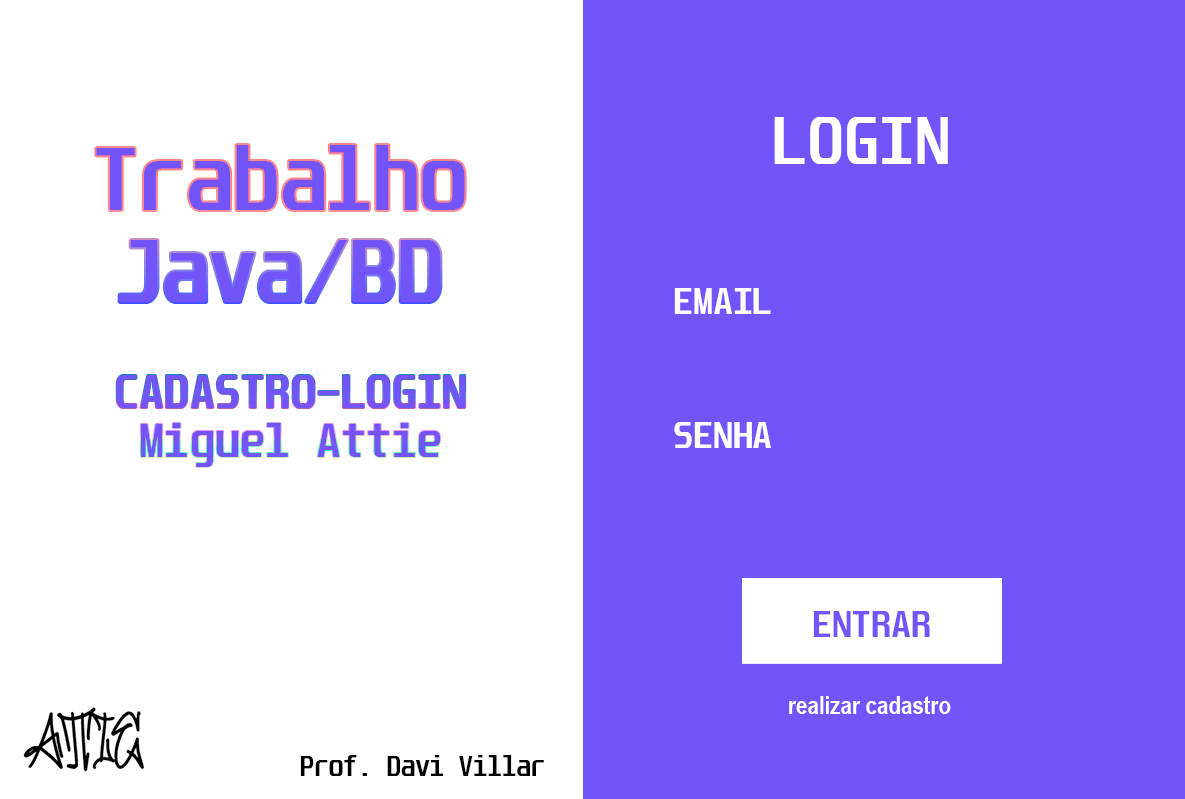 Trabalho
Java/BD
CADASTRO-LOGIN
Miguel Attie
ATTIE
Prof. Davi Villar
LOGIN
EMAIL
SENHA
ENTRAR
realizar cadastro